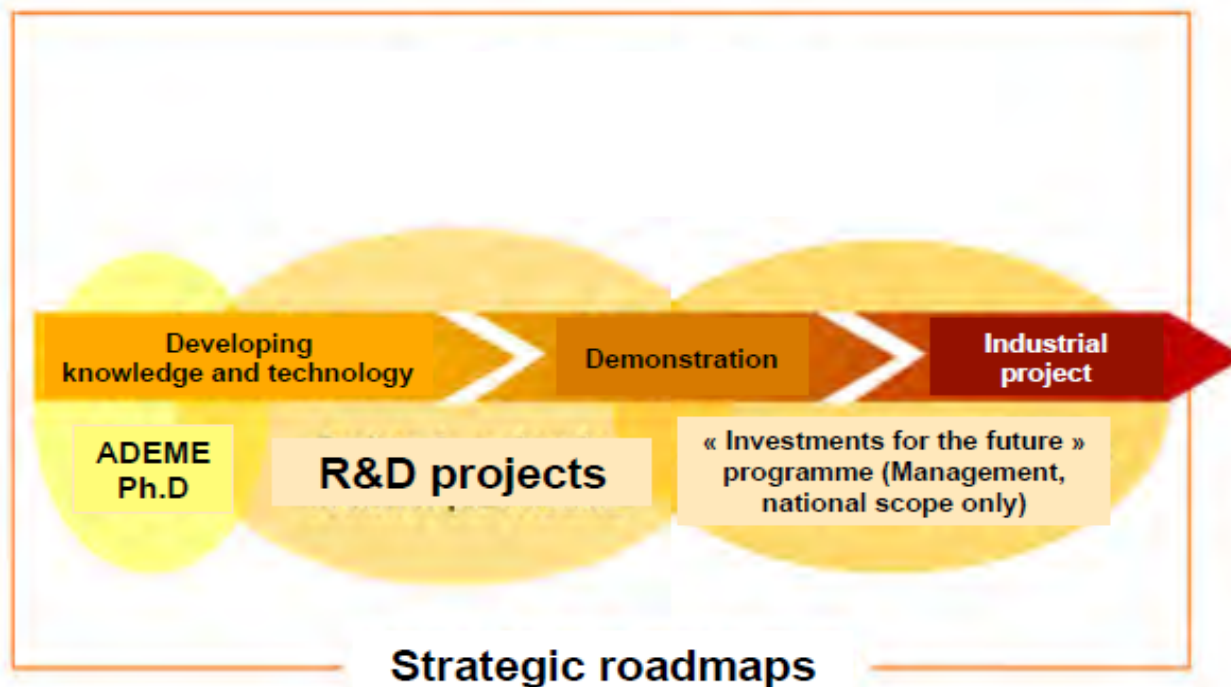 Developing
knowledge and technology
Demonstration
Industrial
project
ADEME
Ph.D
R&D projects
« Investments for the future »
programme (Management,
national scope only)
Strategic roadmaps